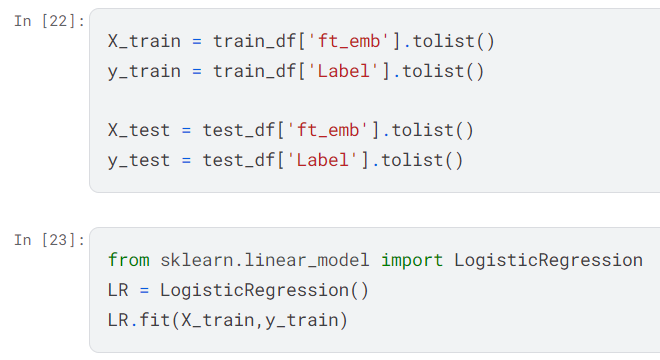 In [22]:
X_train = train_df['ft_emb'].tolist()
y_train = train_df['Label'].tolist()
X_test = test_df['ft_emb'].tolist()
y_test = test_df['Label'].tolist()
In [23]:
from sklearn.linear_model import LogisticRegression
LR = LogisticRegression()
LR.fit(X_train,y_train)